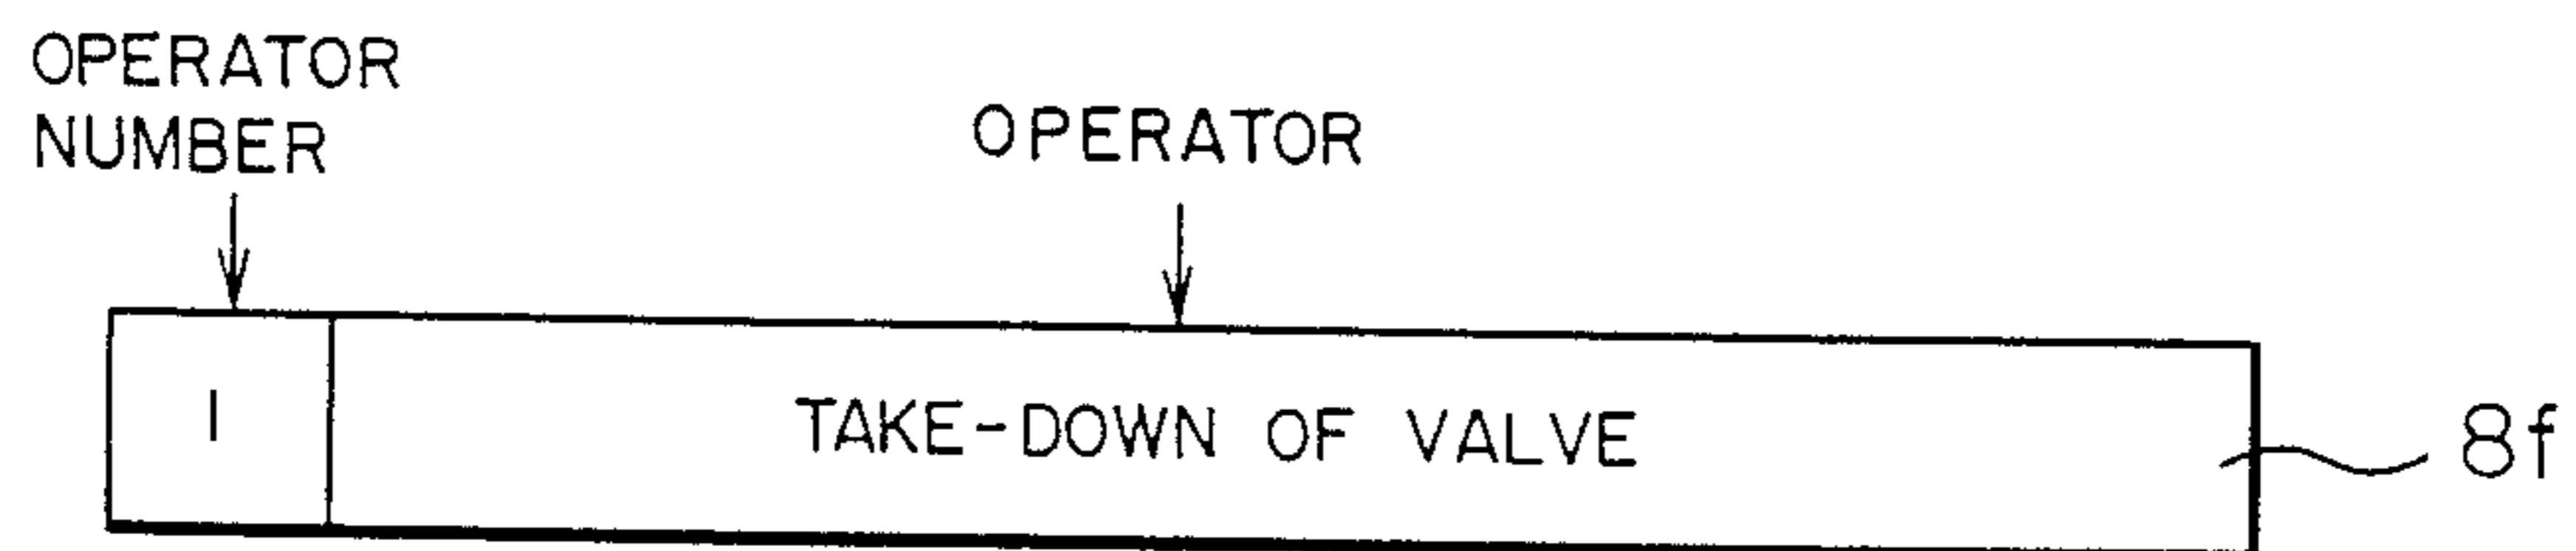 OPERATOR
NUMBER
OPERATOR
1
TAKE-DOWN OF VALVE
8f